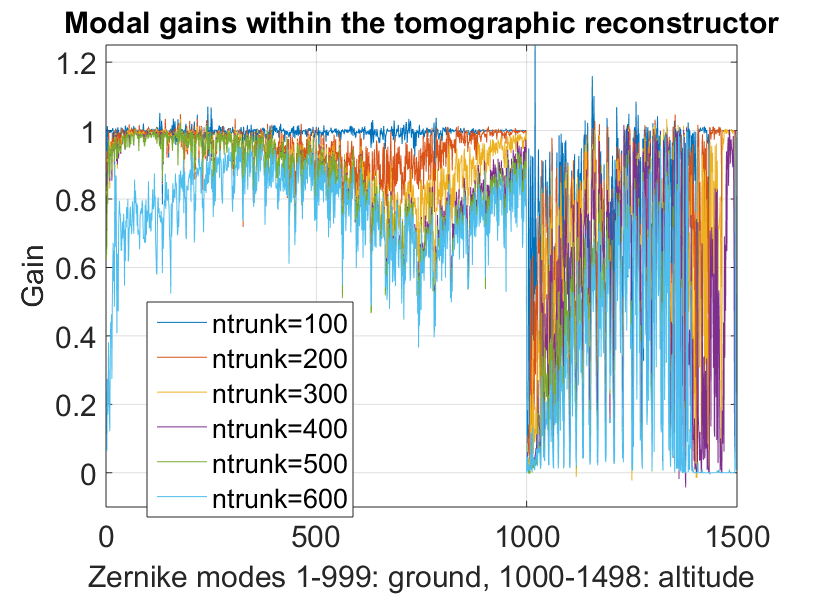 Modal gains within the tomographic reconstructor
1.2
1
0.8
0.6
0.4
0.2
0
Gain
ntrunk=100
ntrunk=200
ntrunk=300
ntrunk=400
ntrunk=500
ntrunk=600
0 500 1000 1500
Zernike modes 1-999: ground, 1000-1498: altitude